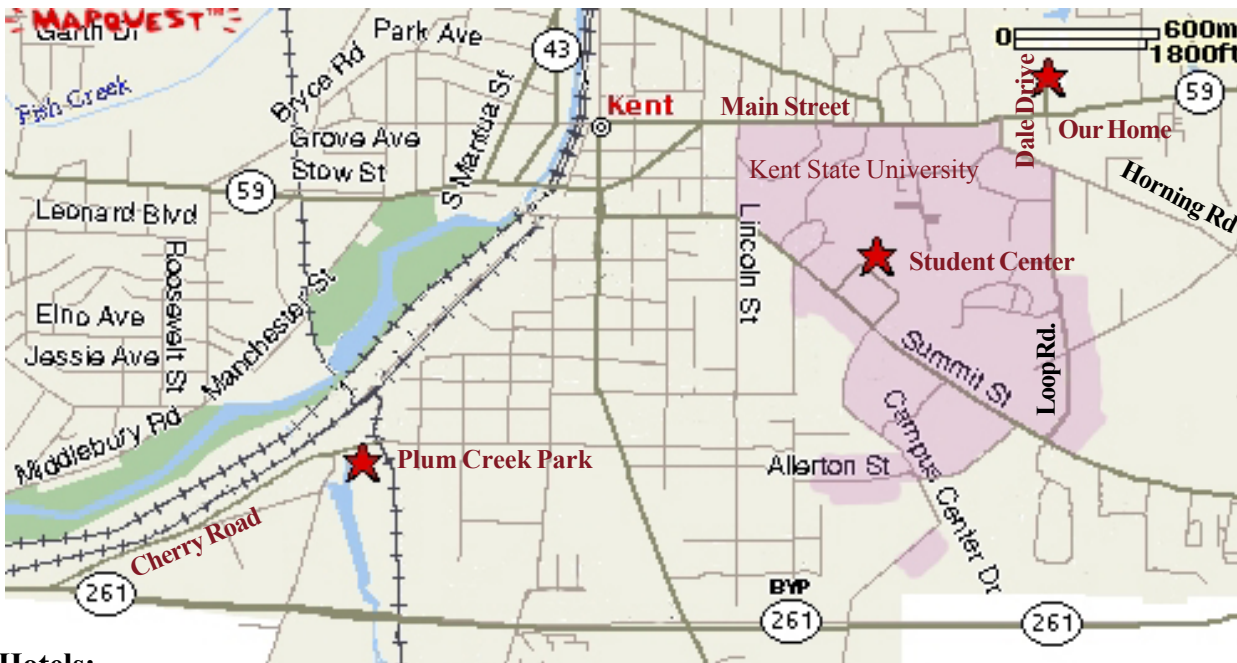 MAPQUEST™
Garth Dr
Park Ave
43
0 600m
1800ft
Bryce Rd
Fish Creek
Kent
Main Street
Dale Drive
59
Grove Ave
S Mantua St
Our Home
Stow St
Kent State University
59
Horning Rd
Leonard Blvd
Lincoln St
Student Center
Roosevelt St
Manchester St
Elno Ave
Jessie Ave
Summit St
Loop Rd.
Middlebury Rd
Campus Center Dr
Plum Creek Park
Allerton St
Cherry Road
BYP
261
261
261
Hotels: